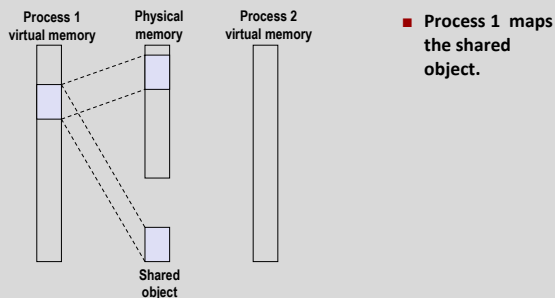 Process 1
virtual memory
Physical
memory
Process 2
virtual memory
Process 1 maps
the shared
object.
Shared
object